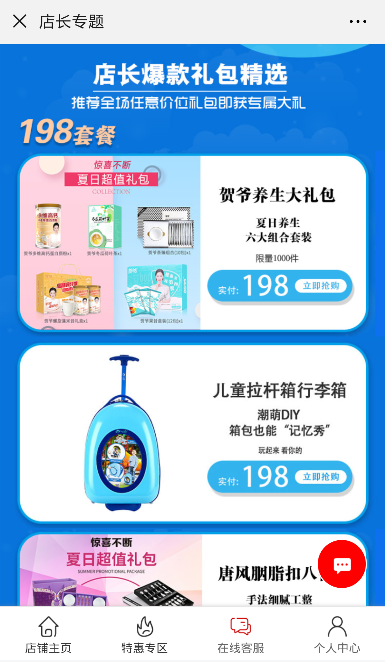 店长专题
店长爆款礼包精选
推荐全场任意价位礼包即获专属大礼
198套餐
惊喜不断
夏日超值礼包
COLLECTION
贺爷养生大礼包
夏日养生
六大组合套装
限量1000件
实付: 198 立即抢购
儿童拉杆箱行李箱
潮萌DIY
箱包也能“记忆秀”
玩起来 看你的
实付: 198 立即抢购
惊喜不断
夏日超值礼包
SUMMER PROMOTIONAL PACKAGE
唐风胭脂扣八
手法细腻工整
店铺主页
特惠专区
在线客服
个人中心